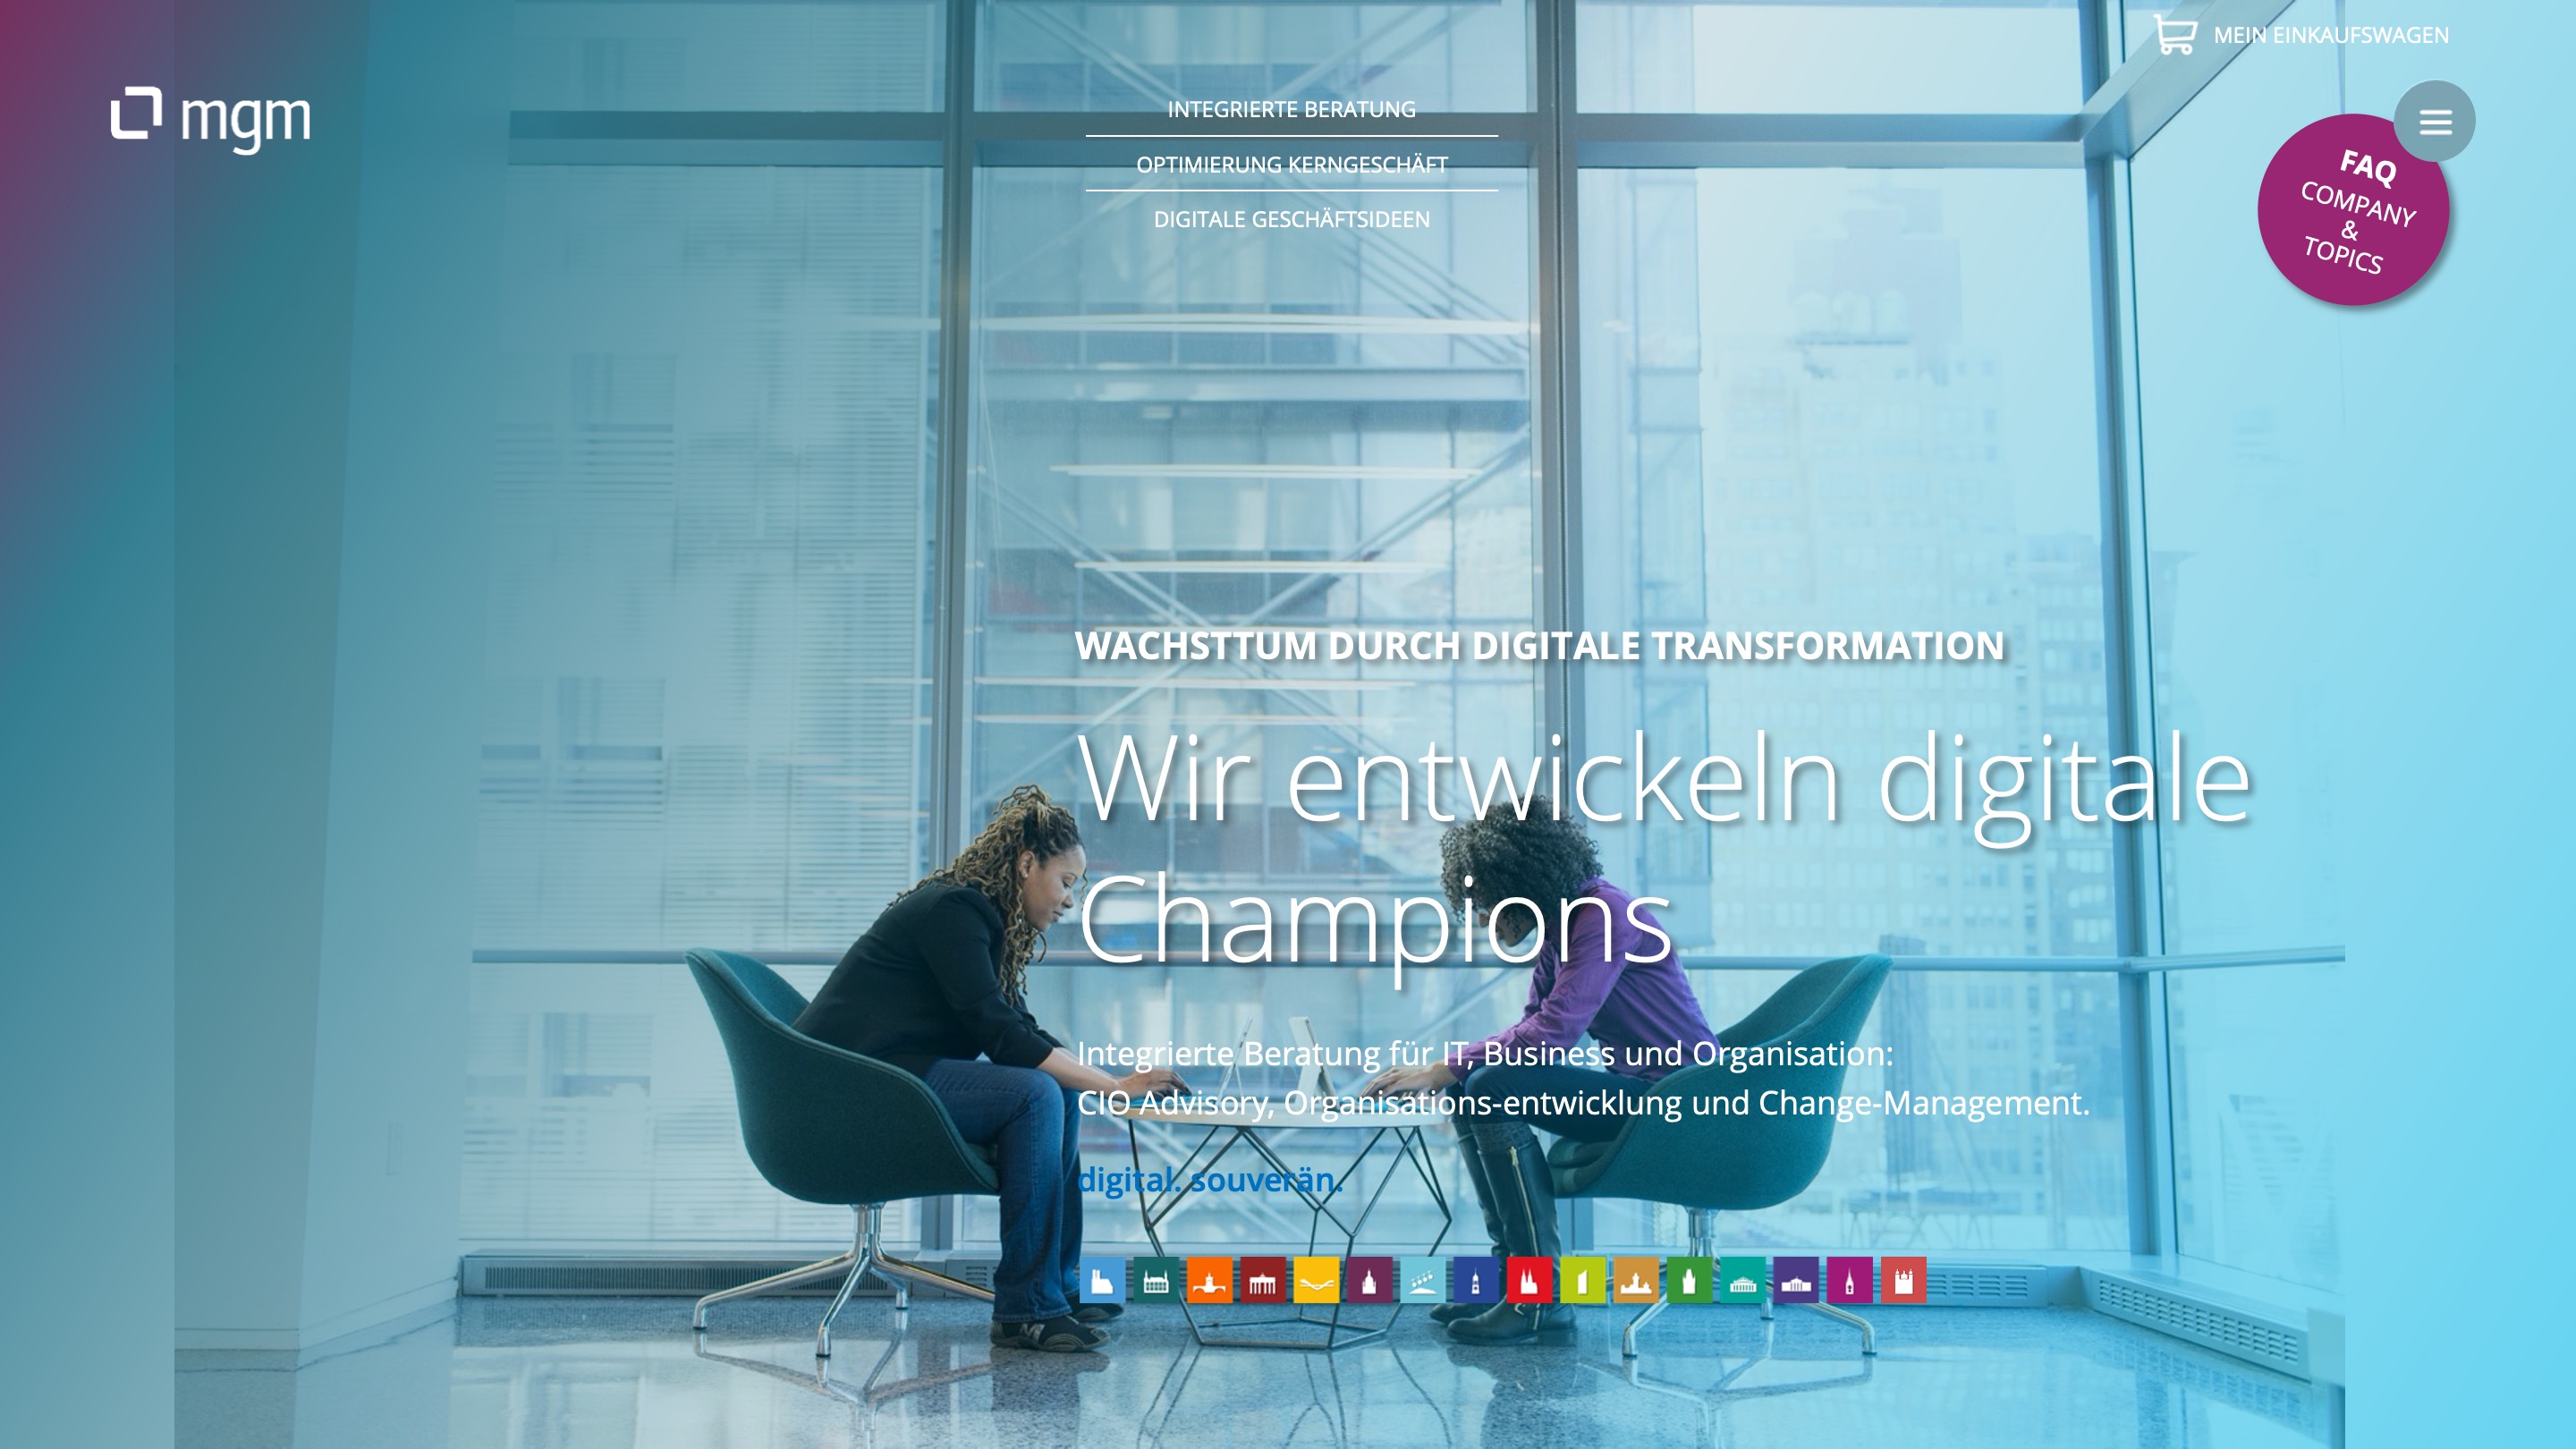 MEIN EINKAUFSWAGEN
mgm
INTEGRIERTE BERATUNG
OPTIMIERUNG KERNGESCHÄFT
DIGITALE GESCHÄFTSIDEEN
FAQ
COMPANY
&
TOPICS
WACHSTTUM DURCH DIGITALE TRANSFORMATION
Wir entwickeln digitale
Champions
Integrierte Beratung für IT, Business und Organisation:
CIO Advisory, Organisations-entwicklung und Change-Management.
digital. souverän.